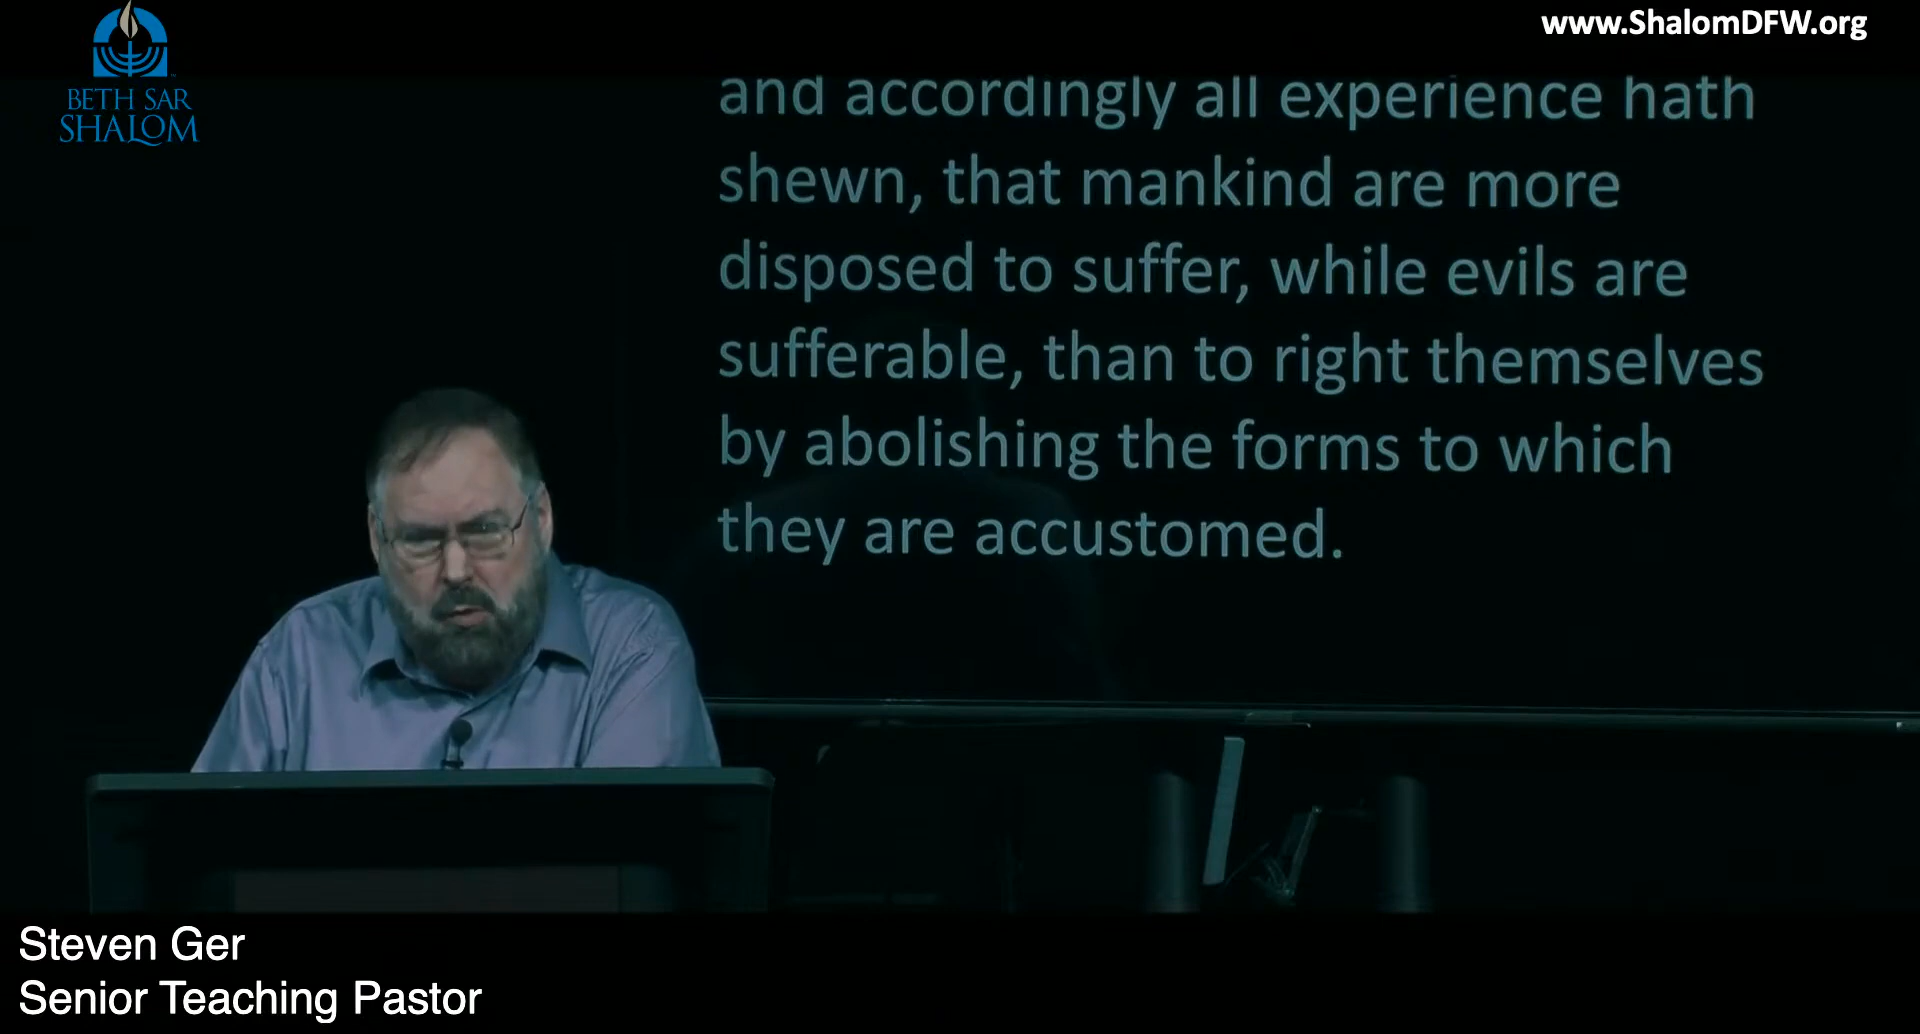 BETH SAR
SHALOM
www.ShalomDFW.org
and accordingly all experience hath
shewn, that mankind are more
disposed to suffer, while evils are
sufferable, than to right themselves
by abolishing the forms to which
they are accustomed.
Steven Ger
Senior Teaching Pastor